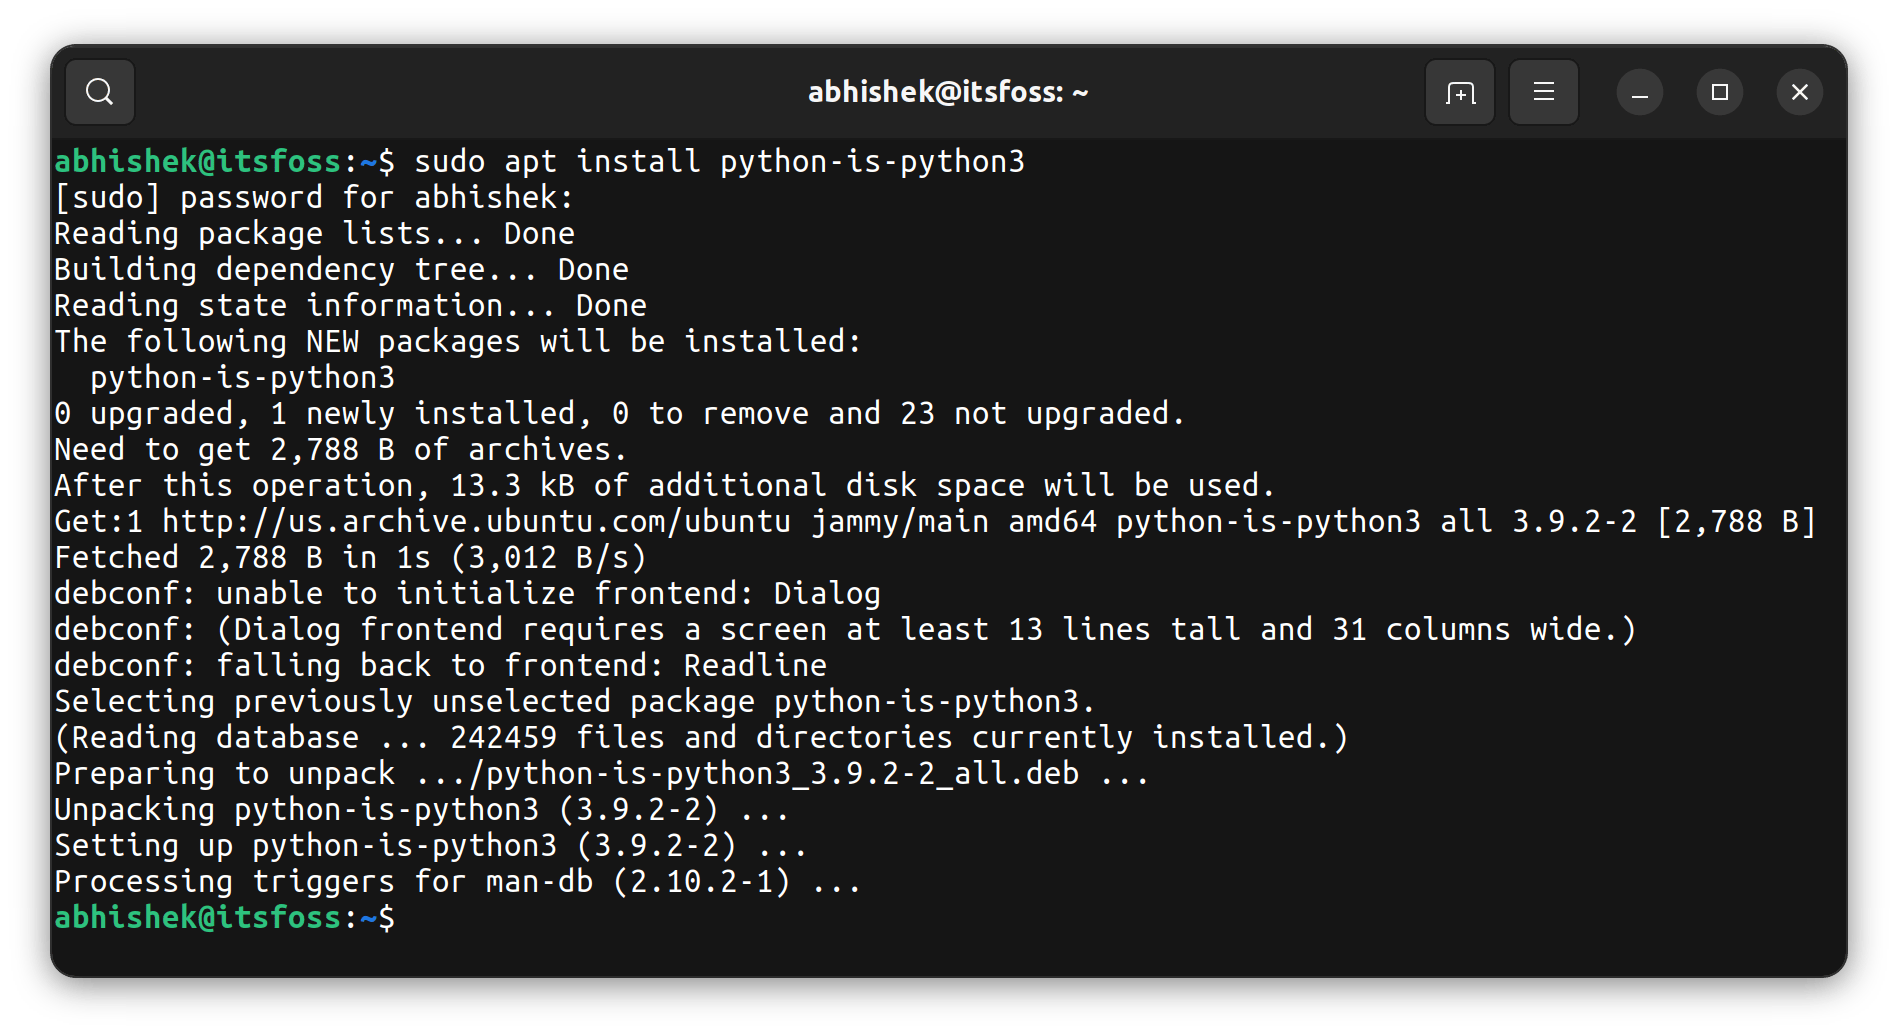 abhishek@itsfoss: ~
abhishek@itsfoss:~$ sudo apt install python-is-python3
[sudo] password for abhishek:
Reading package lists... Done
Building dependency tree... Done
Reading state information... Done
The following NEW packages will be installed:
  python-is-python3
0 upgraded, 1 newly installed, 0 to remove and 23 not upgraded.
Need to get 2,788 B of archives.
After this operation, 13.3 kB of additional disk space will be used.
Get:1 http://us.archive.ubuntu.com/ubuntu jammy/main amd64 python-is-python3 all 3.9.2-2 [2,788 B]
Fetched 2,788 B in 1s (3,012 B/s)
debconf: unable to initialize frontend: Dialog
debconf: (Dialog frontend requires a screen at least 13 lines tall and 31 columns wide.)
debconf: falling back to frontend: Readline
Selecting previously unselected package python-is-python3.
(Reading database ... 242459 files and directories currently installed.)
Preparing to unpack .../python-is-python3_3.9.2-2_all.deb ...
Unpacking python-is-python3 (3.9.2-2) ...
Setting up python-is-python3 (3.9.2-2) ...
Processing triggers for man-db (2.10.2-1) ...
abhishek@itsfoss:~$